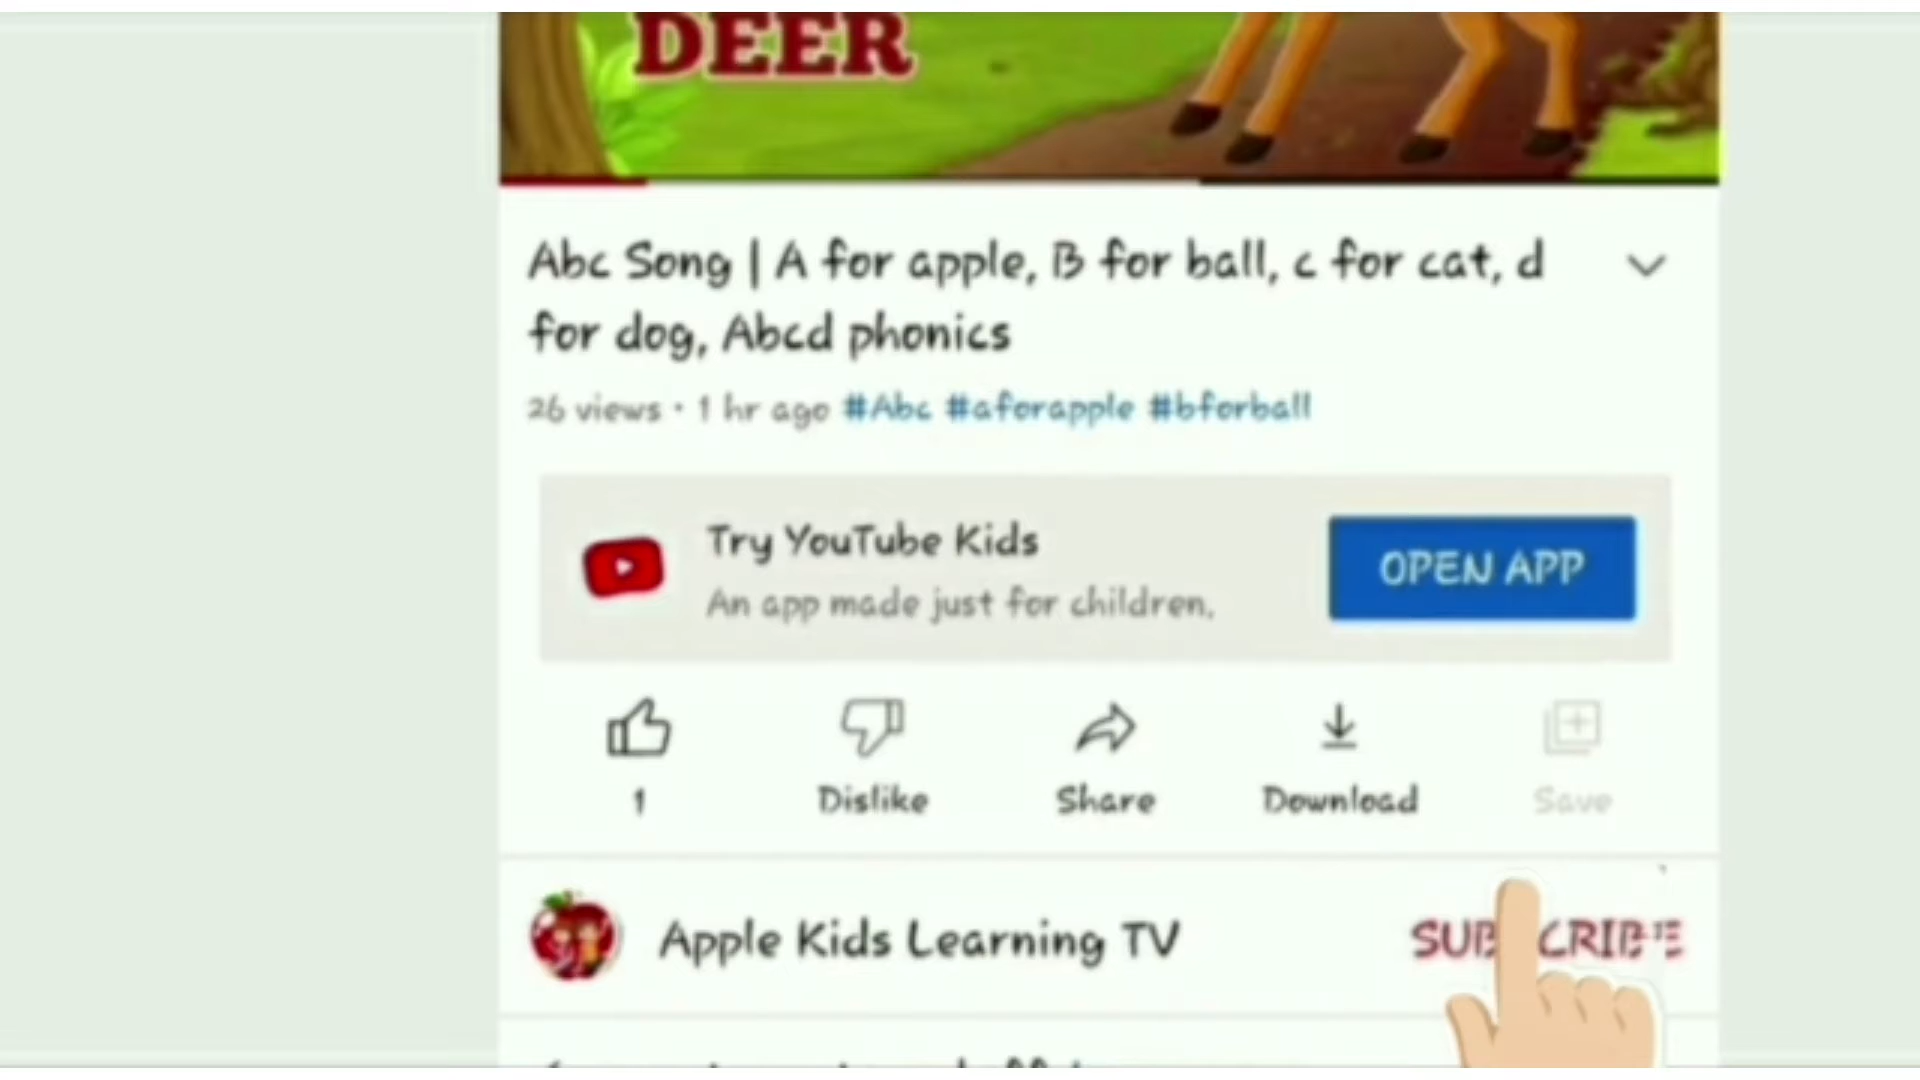 DEER
Abc Song | A for apple, B for ball, c for cat, d
for dog, Abcd phonics
26 views · 1 hr ago #Abc #aforapple #bforball
Try YouTube Kids
An app made just for children.
OPEN APP
1 Dislike Share Download Save
Apple Kids Learning TV SUBSCRIBE